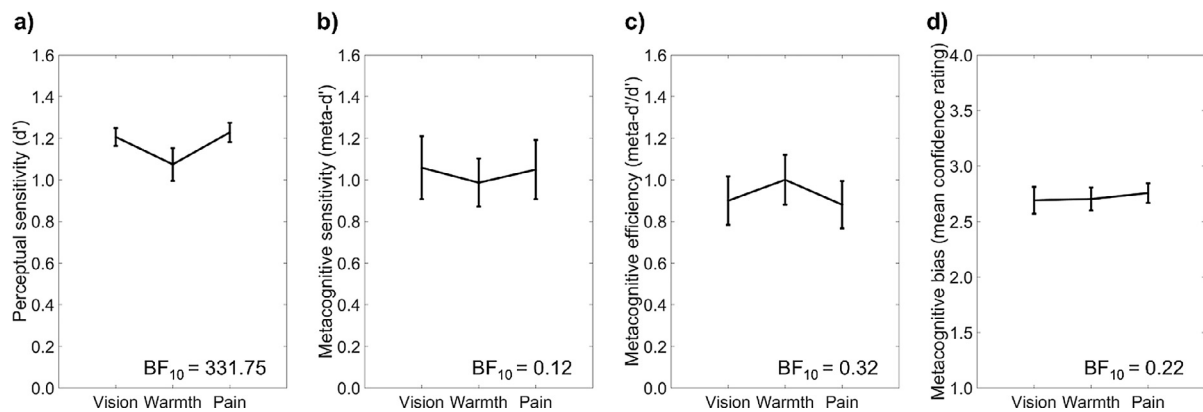 a)
b)
c)
d)
Perceptual sensitivity (d')
1.6
1.4
1.2
1.0
0.8
0.6
0.4
0.2
0.0
BF10 = 331.75
Vision Warmth Pain
Metacognitive sensitivity (meta-d')
1.6
1.4
1.2
1.0
0.8
0.6
0.4
0.2
0.0
BF10 = 0.12
Vision Warmth Pain
Metacognitive efficiency (meta-d'/d')
1.6
1.4
1.2
1.0
0.8
0.6
0.4
0.2
0.0
BF10 = 0.32
Vision Warmth Pain
Metacognitive bias (mean confidence rating)
4.0
3.5
3.0
2.5
2.0
1.5
1.0
BF10 = 0.22
Vision Warmth Pain